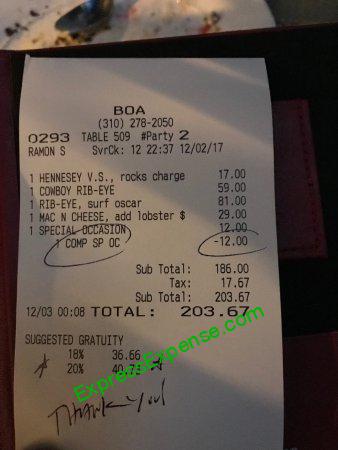 BOA
(310) 278-2050
0293 TABLE 509 #Party 2
RAMON S SvrCk: 12 22:37 12/02/17
1 HENNESEY V.S., rocks charge 17.00
1 COWBOY RIB-EYE 59.00
1 RIB-EYE, surf oscar 81.00
1 MAC N CHEESE, add lobster $ 29.00
1 SPECIAL OCCASION 12.00
1 COMP SP OC -12.00
Sub Total: 186.00
Tax: 17.67
Sub Total: 203.67
12/03 00:08 TOTAL: 203.67
SUGGESTED GRATUITY
18% 36.66
20% 40.73
Thank You
ExpressExpense.com